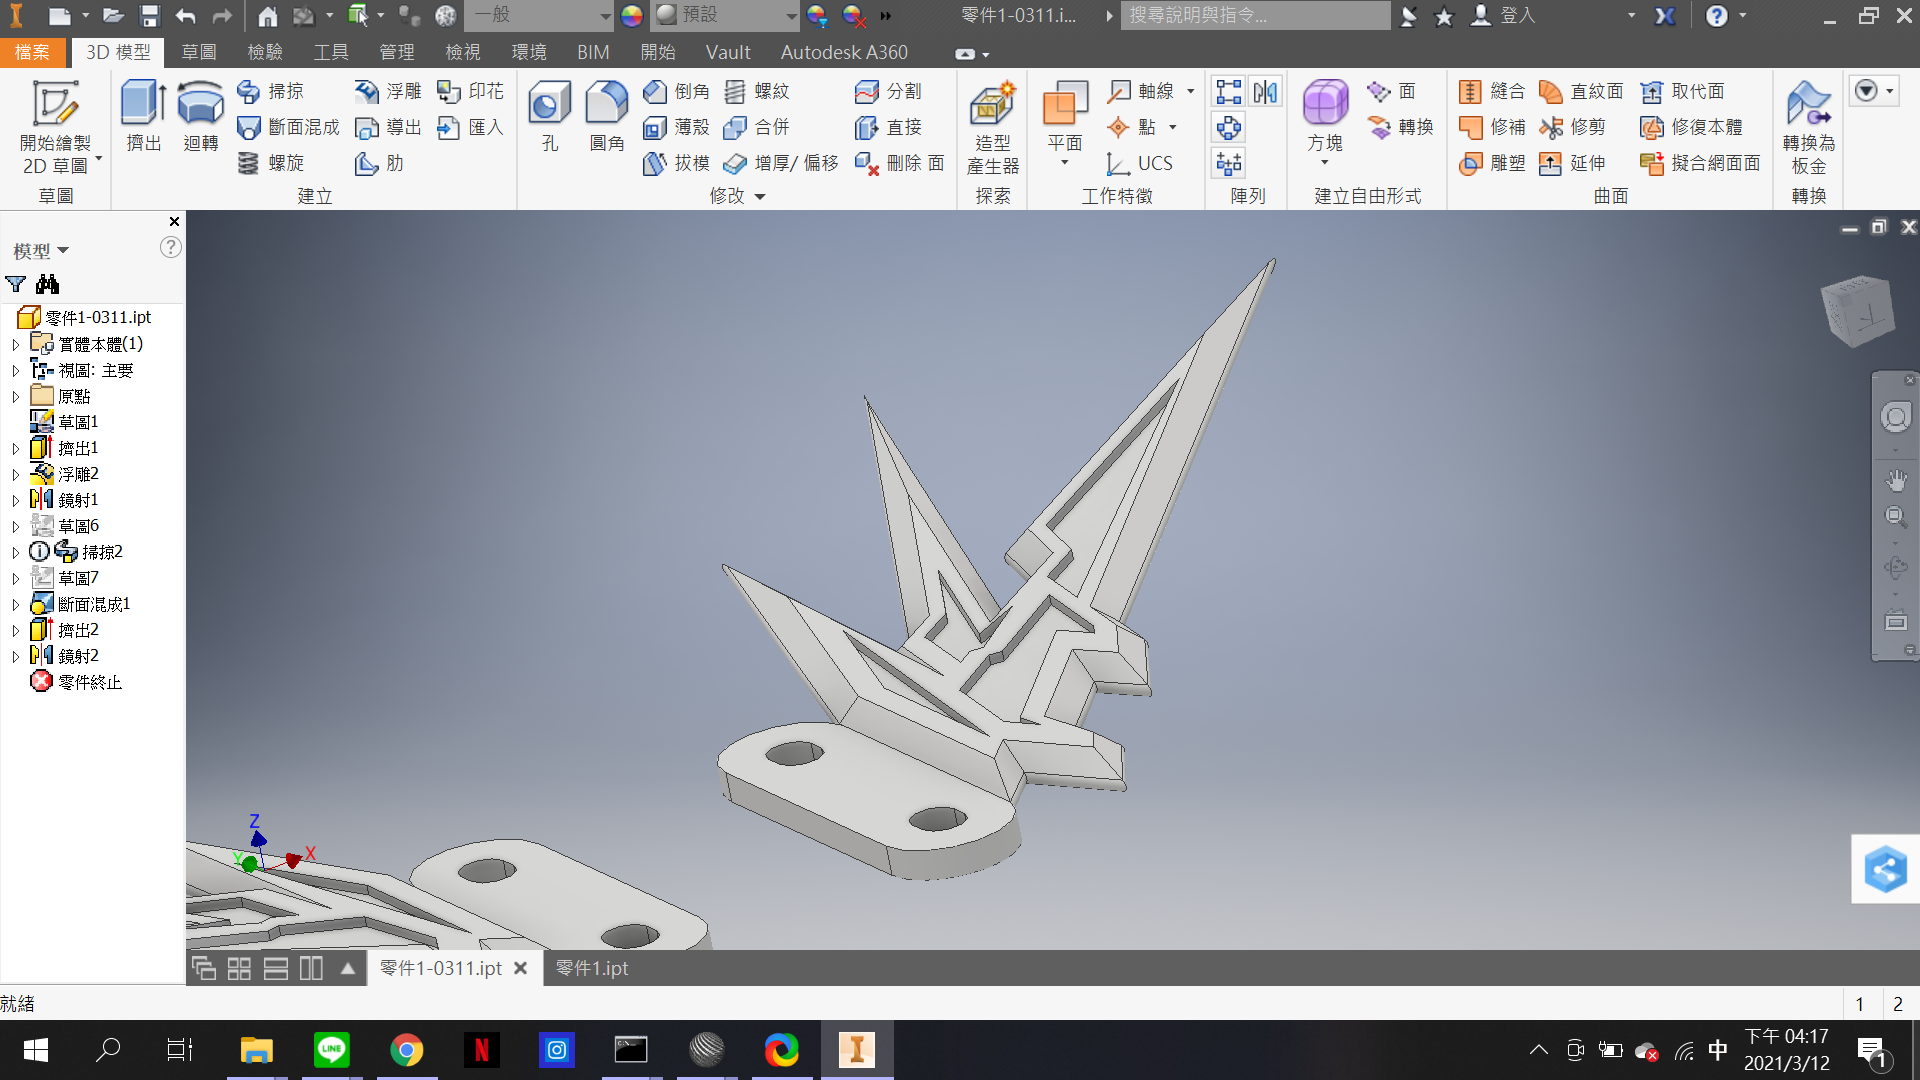 一般
預設
零件1-0311.i...
搜尋說明與指令...
登入
檔案
3D 模型
草圖
檢驗
工具
管理
檢視
環境
BIM
開始
Vault
Autodesk A360
開始繪製
2D 草圖
草圖
擠出
迴轉
掃掠
斷面混成
螺旋
浮雕
導出
肋
印花
匯入
建立
孔
圓角
倒角
薄殼
拔模
螺紋
合併
增厚/ 偏移
分割
直接
刪除 面
修改
造型
產生器
探索
平面
軸線
點
UCS
工作特徵
陣列
方塊
面
轉換
建立自由形式
縫合
修補
雕塑
直紋面
修剪
延伸
取代面
修復本體
擬合網面面
曲面
轉換為
板金
轉換
模型
零件1-0311.ipt
實體本體(1)
視圖: 主要
原點
草圖1
擠出1
浮雕2
鏡射1
草圖6
掃掠2
草圖7
斷面混成1
擠出2
鏡射2
零件終止
Z
Y
X
零件1-0311.ipt
零件1.ipt
就緒
1
2
LINE
中
下午 04:17
2021/3/12
1